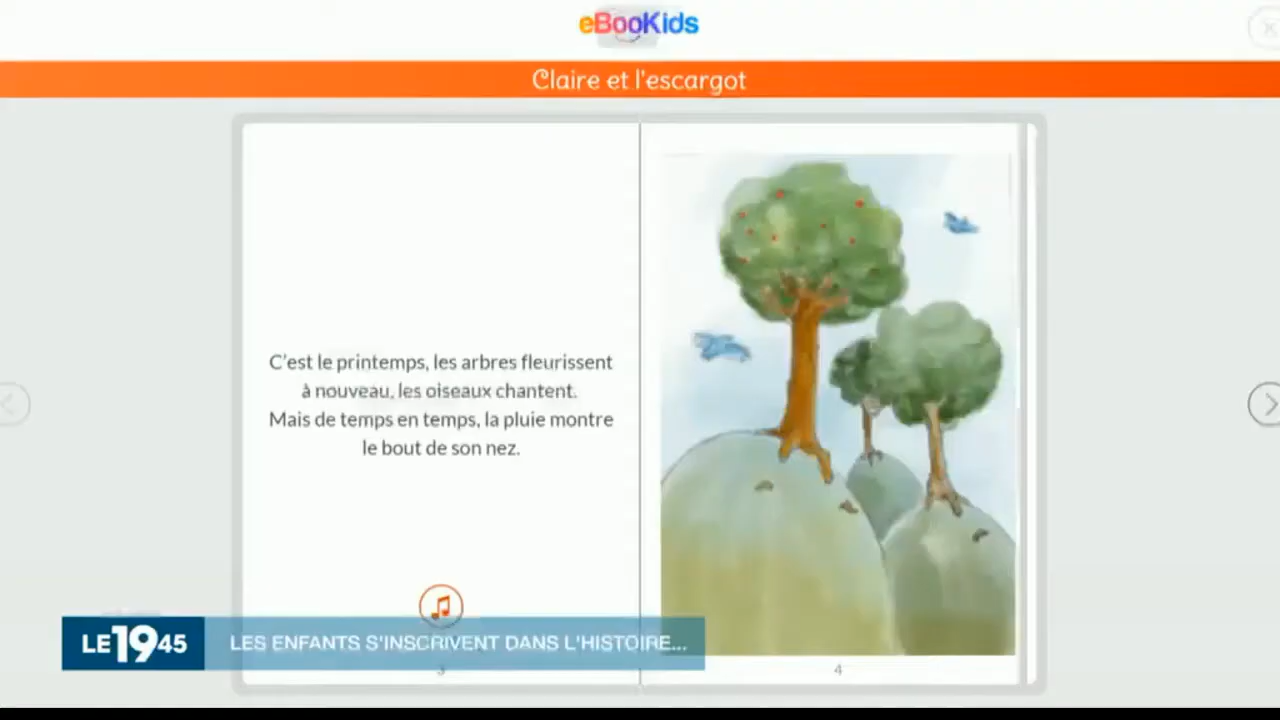 eBooKids
Claire et l'escargot
C'est le printemps, les arbres fleurissent
à nouveau, les oiseaux chantent.
Mais de temps en temps, la pluie montre
le bout de son nez.
LE 19 45
LES ENFANTS S'INSCRIVENT DANS L'HISTOIRE...
3
4